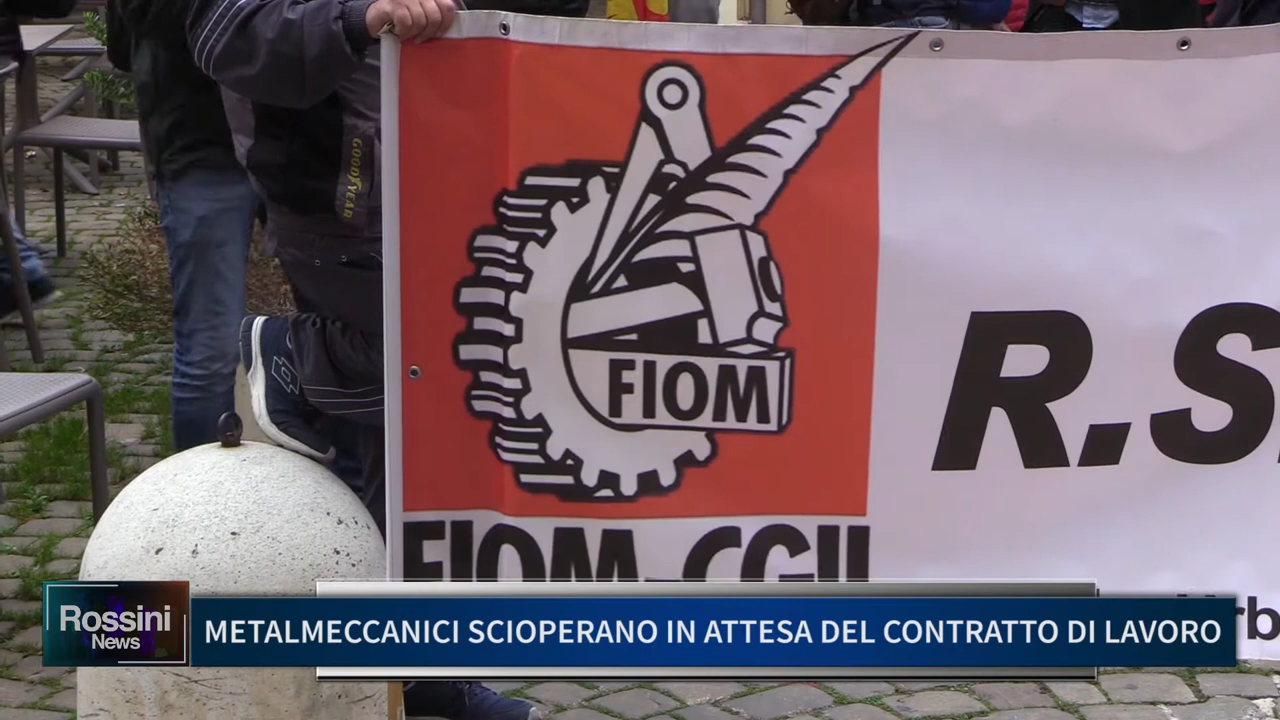 GOODYEAR
FIOM
R.S
FIOM-CGIL
Rossini
News
METALMECCANICI SCIOPERANO IN ATTESA DEL CONTRATTO DI LAVORO